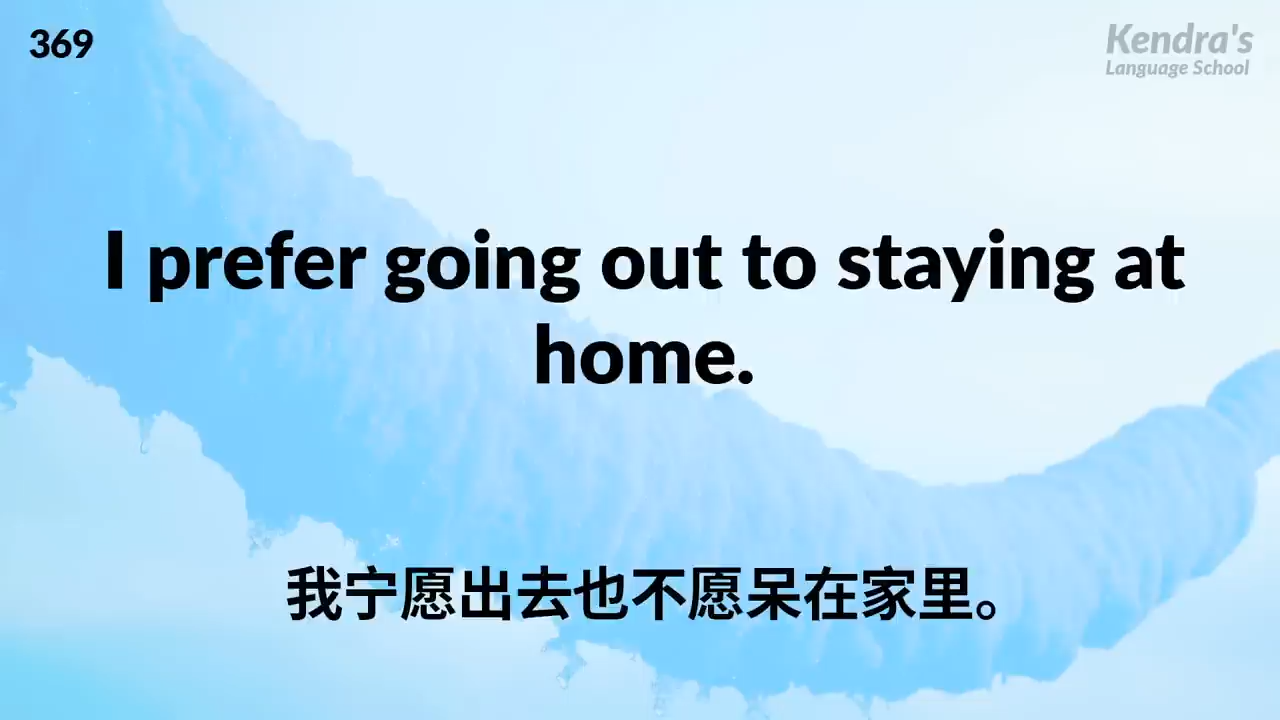 369
Kendra's
Language School
I prefer going out to staying at
home.
我宁愿出去也不愿呆在家里。